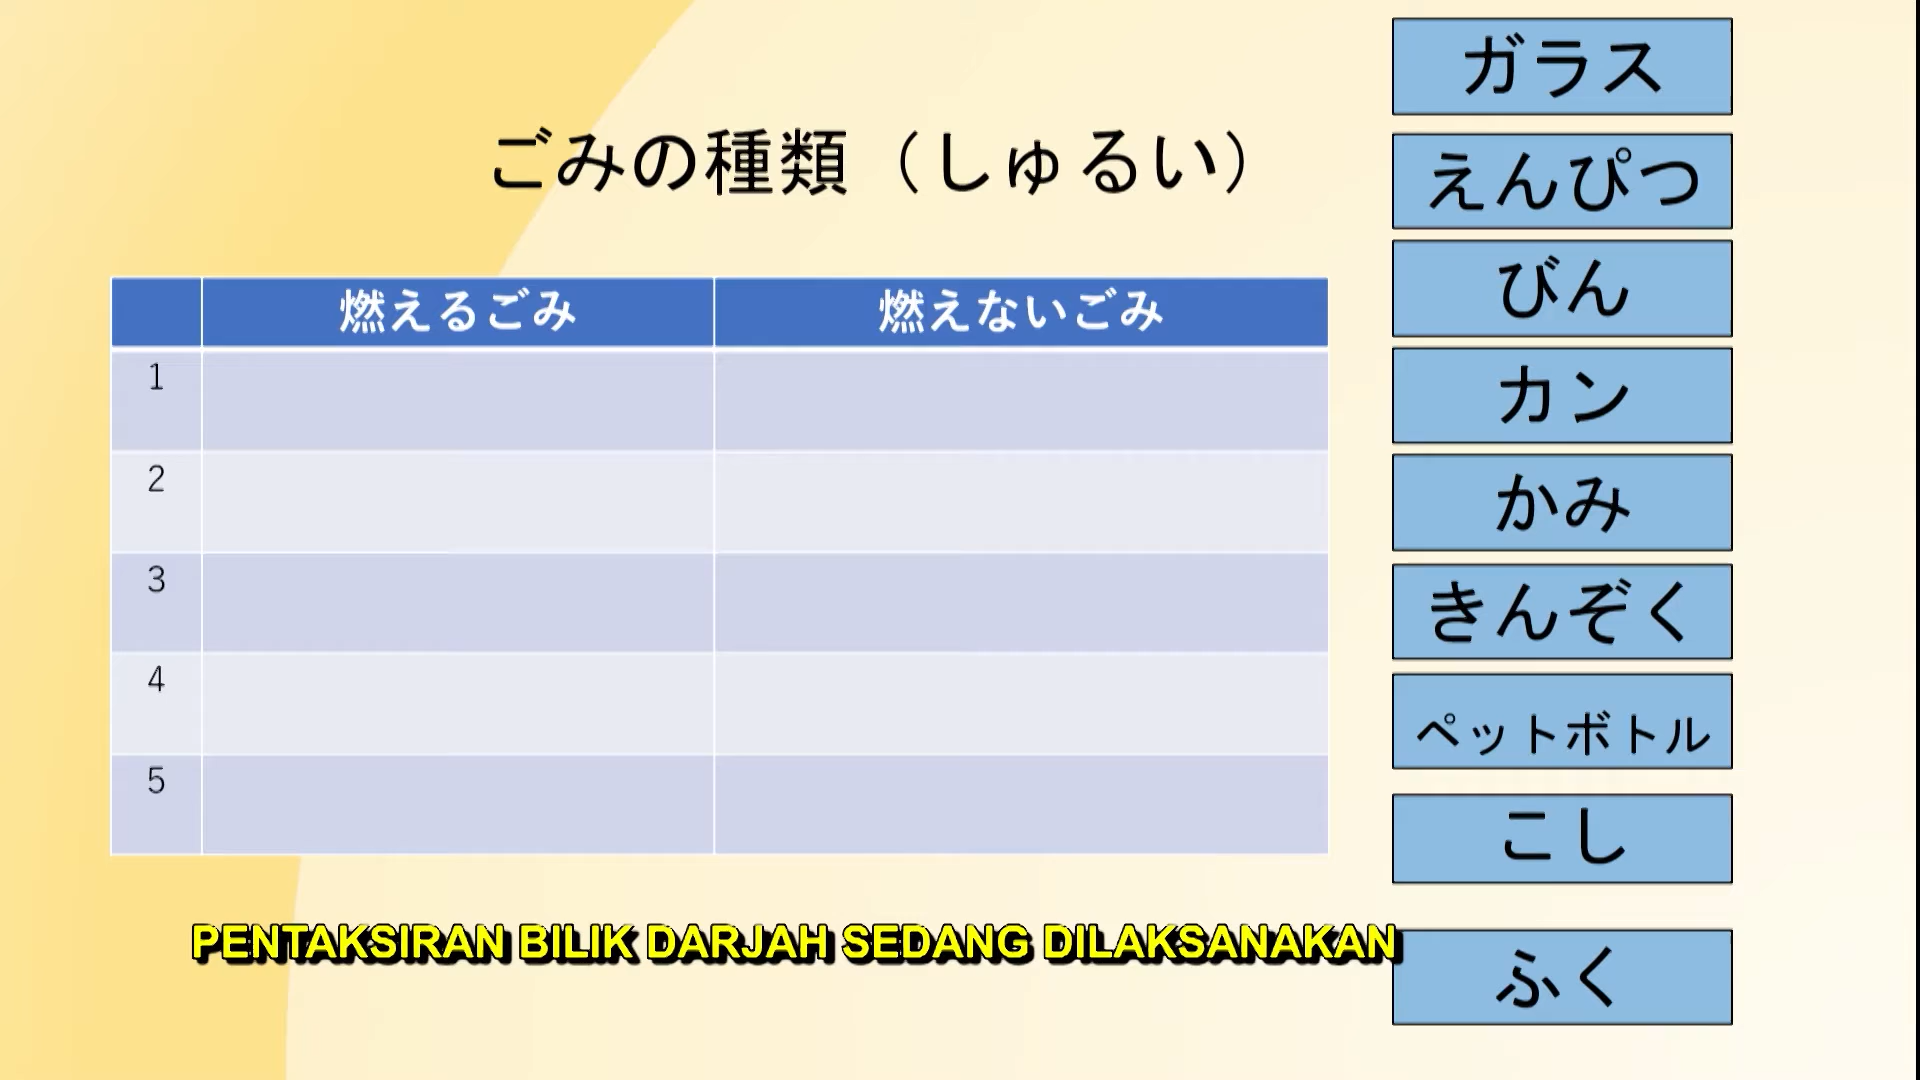 ごみの種類（しゅるい）
燃えるごみ 燃えないごみ
1
2
3
4
5
ガラス
えんぴつ
びん
カン
かみ
きんぞく
ペットボトル
こし
ふく
PENTAKSIRAN BILIK DARJAH SEDANG DILAKSANAKAN